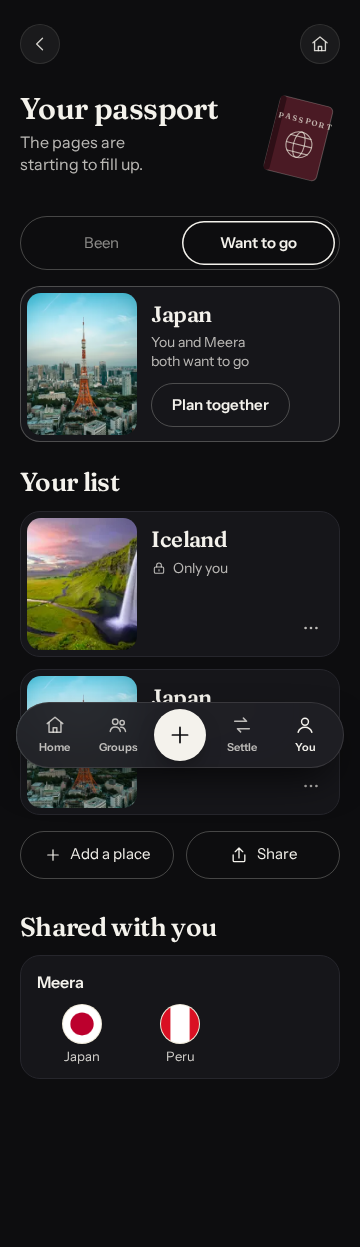 Your passport
The pages are
starting to fill up.
PASSPORT
Been
Want to go
Japan
You and Meera
both want to go
Plan together
Your list
Iceland
Only you
Japan
Home
Groups
Settle
You
Add a place
Share
Shared with you
Meera
Japan
Peru